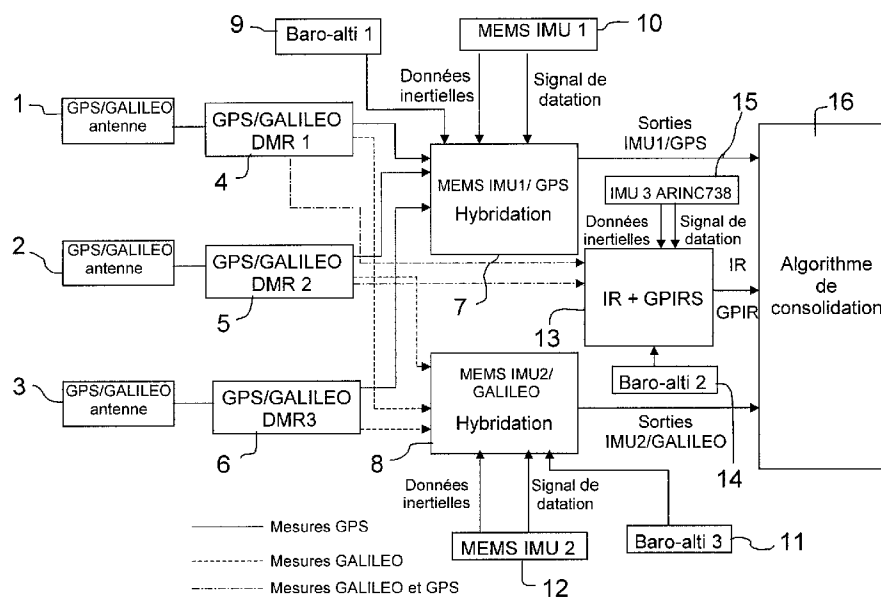 9
Baro-alti 1
MEMS IMU 1
10
Données
inertielles
Signal de
datation
15
16
1
GPS/GALILEO
antenne
GPS/GALILEO
DMR 1
4
Sorties
IMU1/GPS
MEMS IMU1/ GPS
Hybridation
7
IMU 3 ARINC738
Données
inertielles
Signal de
datation
2
GPS/GALILEO
antenne
GPS/GALILEO
DMR 2
5
IR + GPIRS
13
IR
GPIR
Algorithme
de
consolidation
3
GPS/GALILEO
antenne
GPS/GALILEO
DMR3
6
MEMS IMU2/
GALILEO
Hybridation
8
Baro-alti 2
14
Sorties
IMU2/GALILEO
Données
inertielles
Signal de
datation
MEMS IMU 2
12
Baro-alti 3
11
Mesures GPS
Mesures GALILEO
Mesures GALILEO et GPS